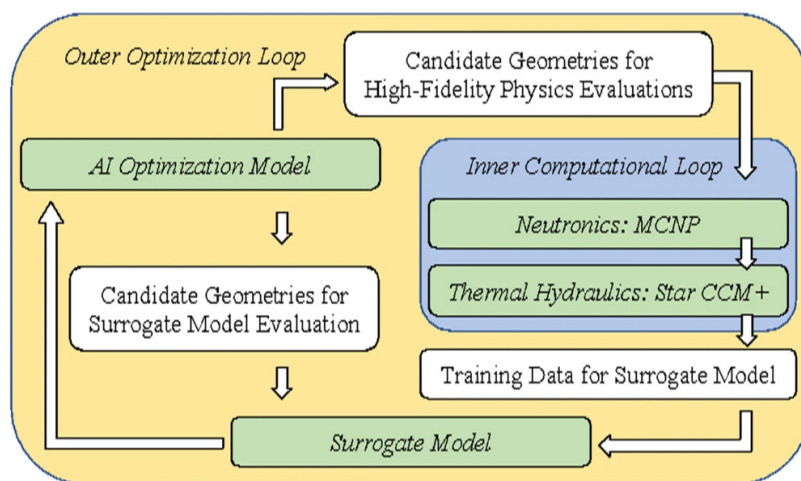 Outer Optimization Loop
Candidate Geometries for
High-Fidelity Physics Evaluations
AI Optimization Model
Inner Computational Loop
Neutronics: MCNP
Thermal Hydraulics: Star CCM+
Candidate Geometries for
Surrogate Model Evaluation
Training Data for Surrogate Model
Surrogate Model